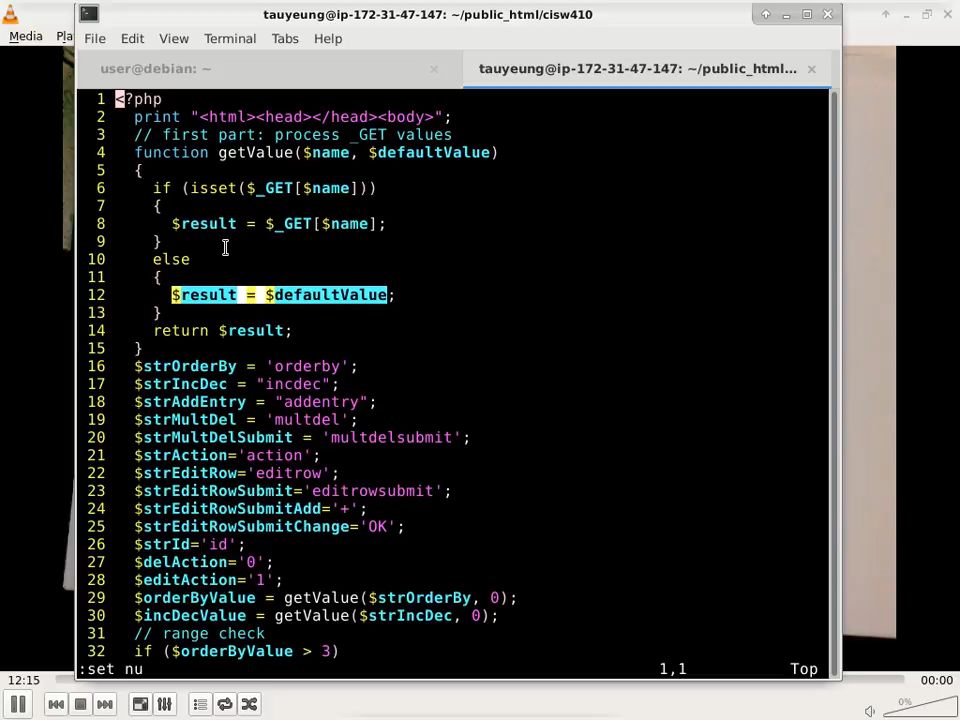 tauyeung@ip-172-31-47-147: ~/public_html/cisw410
Media Pla
File Edit View Terminal Tabs Help
user@debian: ~ × tauyeung@ip-172-31-47-147: ~/public_html... ×
1 <?php
2 print "<html><head></head><body>";
3 // first part: process _GET values
4 function getValue($name, $defaultValue)
5 {
6 if (isset($_GET[$name]))
7 {
8 $result = $_GET[$name];
9 }
10 else
11 {
12 $result = $defaultValue;
13 }
14 return $result;
15 }
16 $strOrderBy = 'orderby';
17 $strIncDec = "incdec";
18 $strAddEntry = "addentry";
19 $strMultDel = 'multdel';
20 $strMultDelSubmit = 'multdelsubmit';
21 $strAction='action';
22 $strEditRow='editrow';
23 $strEditRowSubmit='editrowsubmit';
24 $strEditRowSubmitAdd='+';
25 $strEditRowSubmitChange='OK';
26 $strId='id';
27 $delAction='0';
28 $editAction='1';
29 $orderByValue = getValue($strOrderBy, 0);
30 $incDecValue = getValue($strIncDec, 0);
31 // range check
32 if ($orderByValue > 3)
:set nu 1,1 Top
12:15 00:00
0%